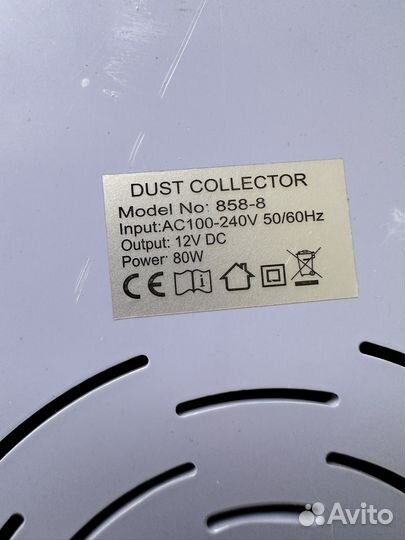 DUST COLLECTOR
Model No: 858-8
Input:AC100-240V 50/60Hz
Output: 12V DC
Power: 80W
CE
Avito